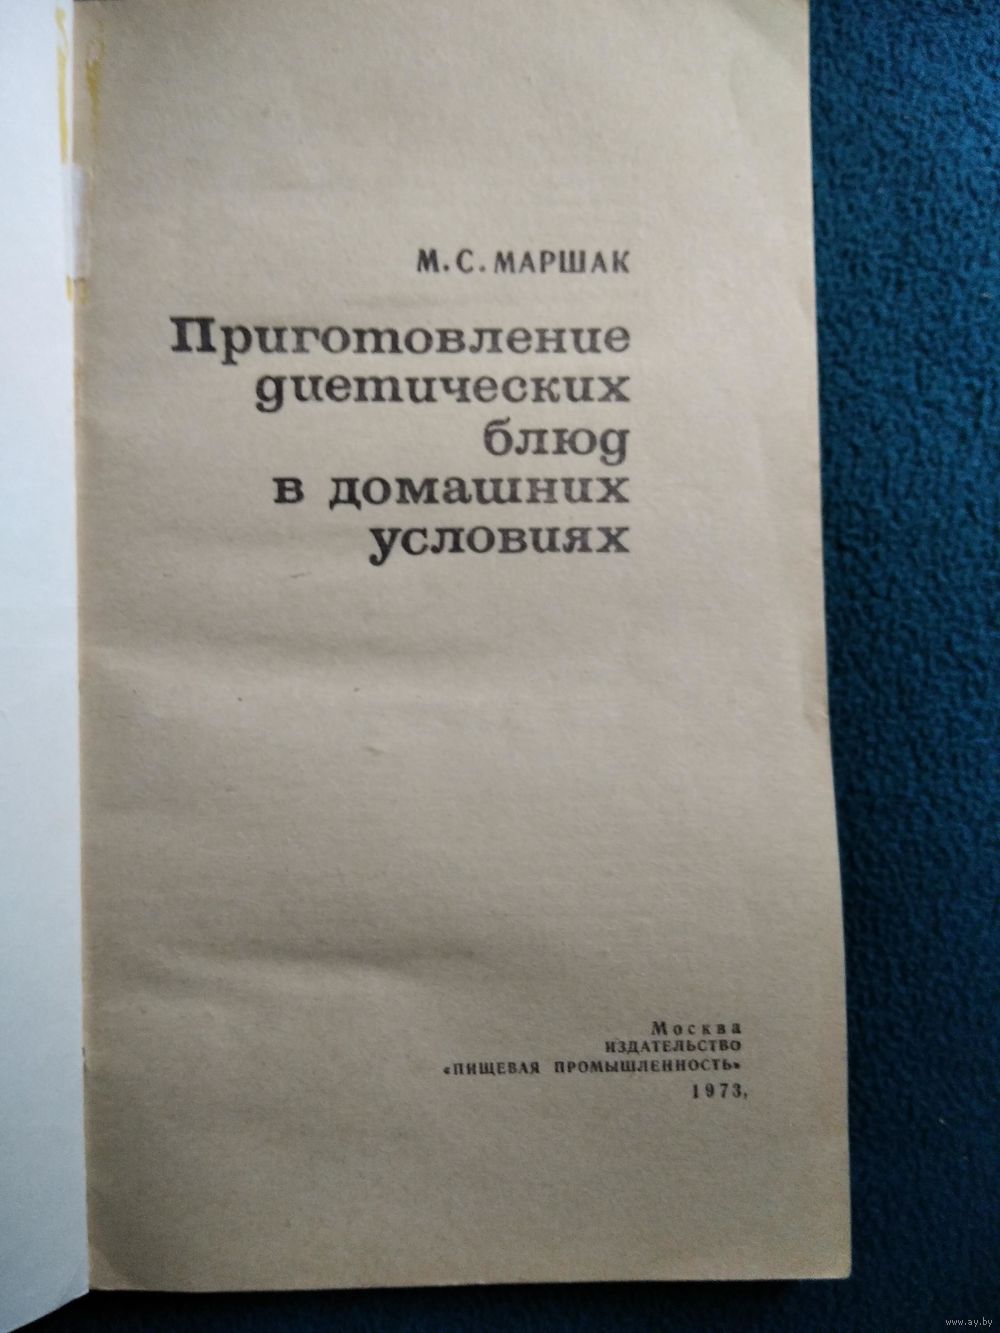 М. С. МАРШАК
Приготовление
диетических
блюд
в домашних
условиях
Москва
ИЗДАТЕЛЬСТВО
«ПИЩЕВАЯ ПРОМЫШЛЕННОСТЬ»
1973,
www.ay.by